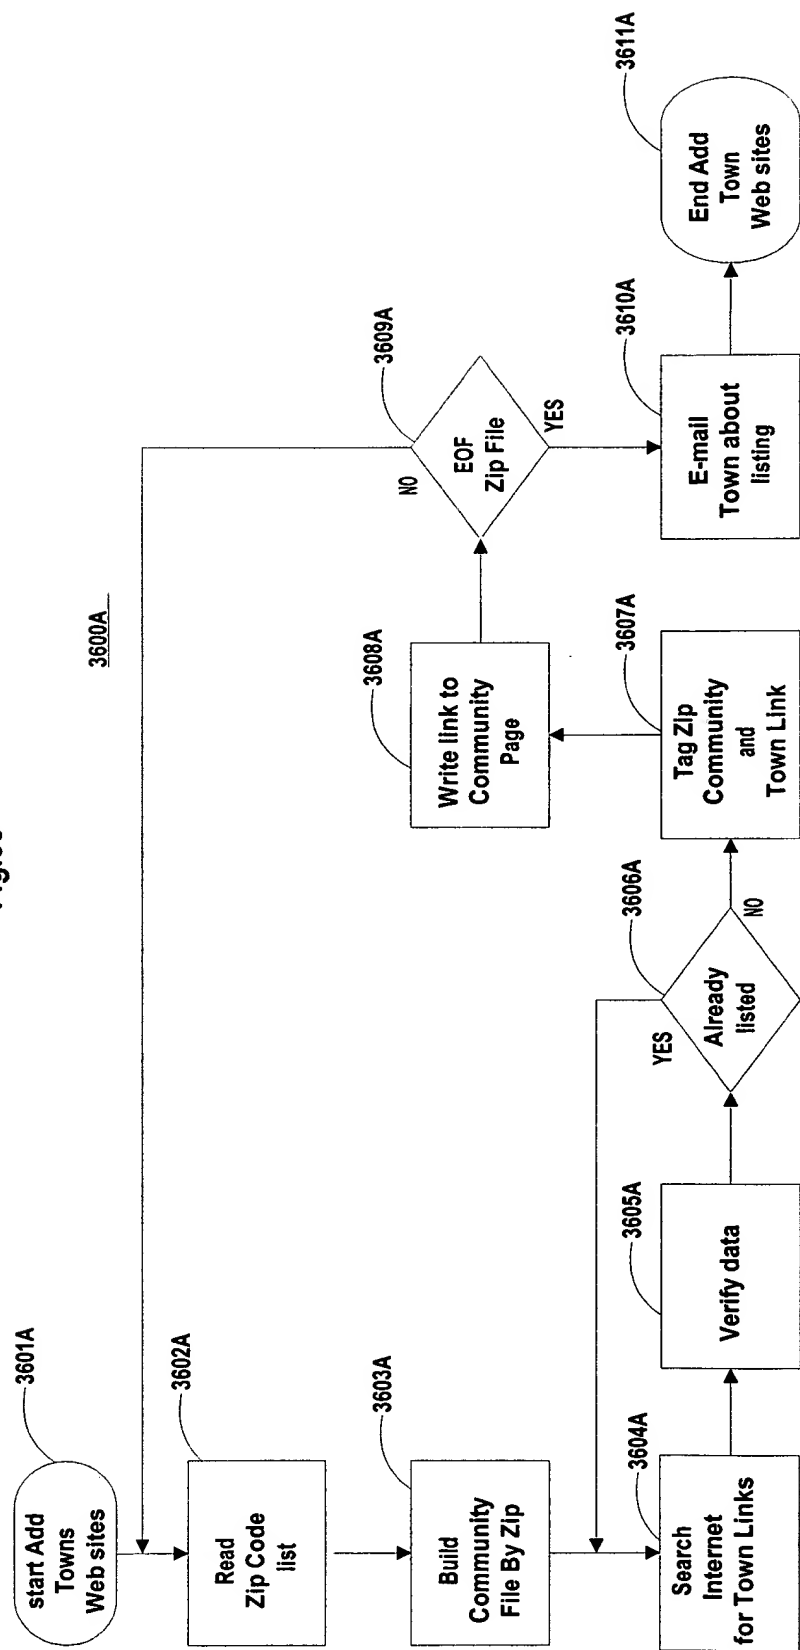 3600A
start Add
Towns
Web sites
3601A
Read
Zip Code
list
3602A
Build
Community
File By Zip
3603A
Search
Internet
for Town Links
3604A
Verify data
3605A
Already
listed
3606A
YES
NO
Tag Zip
Community
and
Town Link
3607A
Write link to
Community
Page
3608A
EOF
Zip File
3609A
NO
YES
E-mail
Town about
listing
3610A
End Add
Town
Web sites
3611A